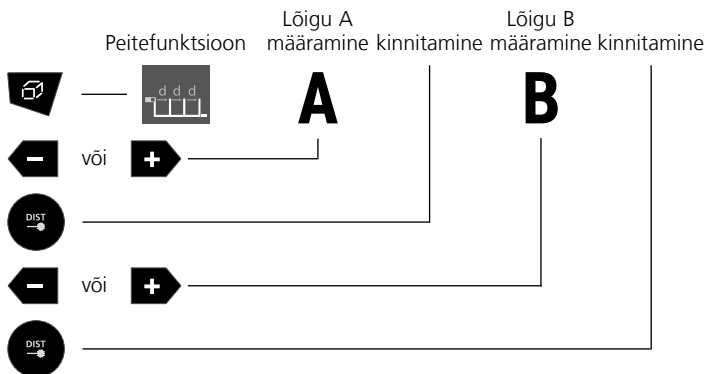 Lõigu A
Lõigu B
Peitefunktsioon määramine kinnitamine määramine kinnitamine
d d d
A B
− või +
DIST
− või +
DIST